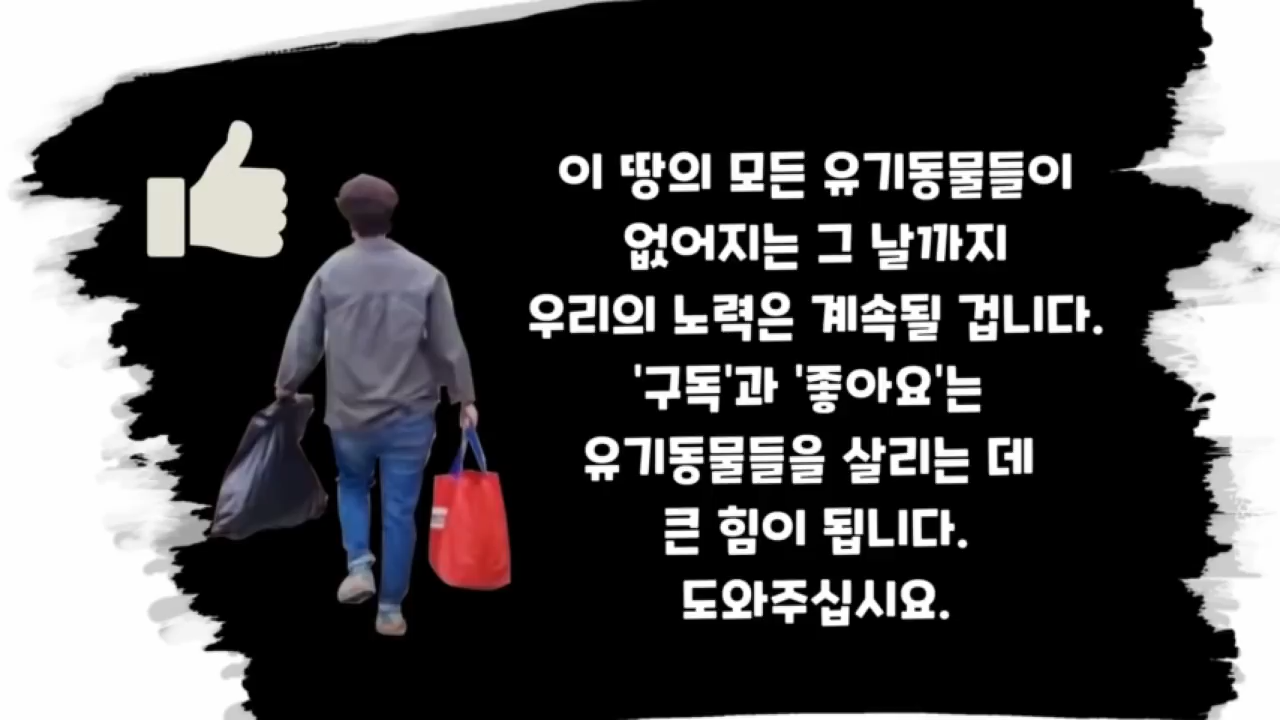 이 땅의 모든 유기동물들이
없어지는 그 날까지
우리의 노력은 계속될 겁니다.
'구독'과 '좋아요'는
유기동물들을 살리는 데
큰 힘이 됩니다.
도와주십시요.